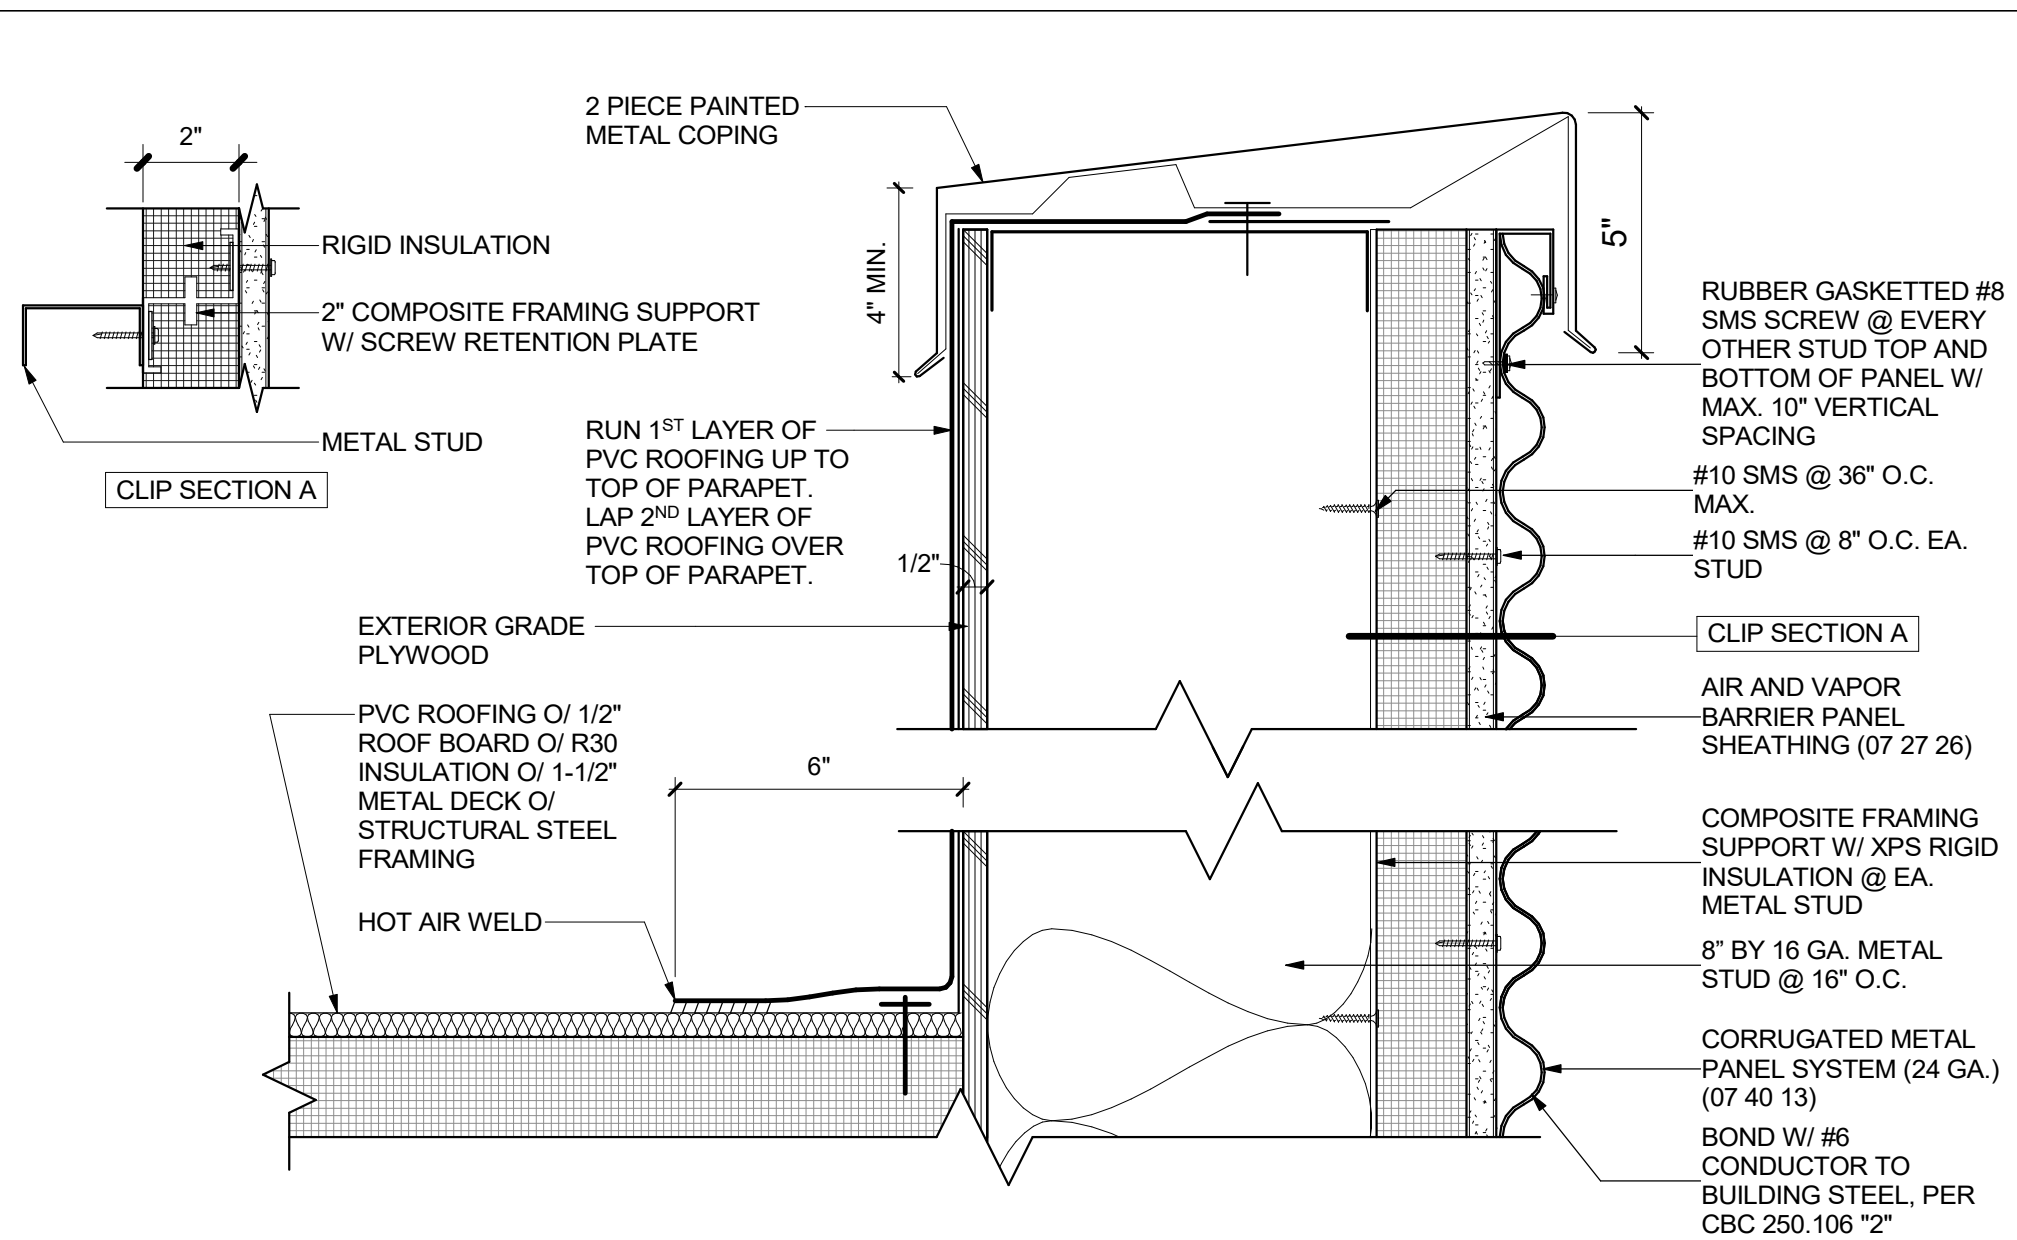 2"
RIGID INSULATION
2" COMPOSITE FRAMING SUPPORT
W/ SCREW RETENTION PLATE
METAL STUD
CLIP SECTION A
2 PIECE PAINTED
METAL COPING
4" MIN.
5"
RUN 1ST LAYER OF
PVC ROOFING UP TO
TOP OF PARAPET.
LAP 2ND LAYER OF
PVC ROOFING OVER
TOP OF PARAPET.
1/2"
EXTERIOR GRADE
PLYWOOD
PVC ROOFING O/ 1/2"
ROOF BOARD O/ R30
INSULATION O/ 1-1/2"
METAL DECK O/
STRUCTURAL STEEL
FRAMING
6"
HOT AIR WELD
RUBBER GASKETTED #8
SMS SCREW @ EVERY
OTHER STUD TOP AND
BOTTOM OF PANEL W/
MAX. 10" VERTICAL
SPACING
#10 SMS @ 36" O.C.
MAX.
#10 SMS @ 8" O.C. EA.
STUD
CLIP SECTION A
AIR AND VAPOR
BARRIER PANEL
SHEATHING (07 27 26)
COMPOSITE FRAMING
SUPPORT W/ XPS RIGID
INSULATION @ EA.
METAL STUD
8” BY 16 GA. METAL
STUD @ 16" O.C.
CORRUGATED METAL
PANEL SYSTEM (24 GA.)
(07 40 13)
BOND W/ #6
CONDUCTOR TO
BUILDING STEEL, PER
CBC 250.106 "2"